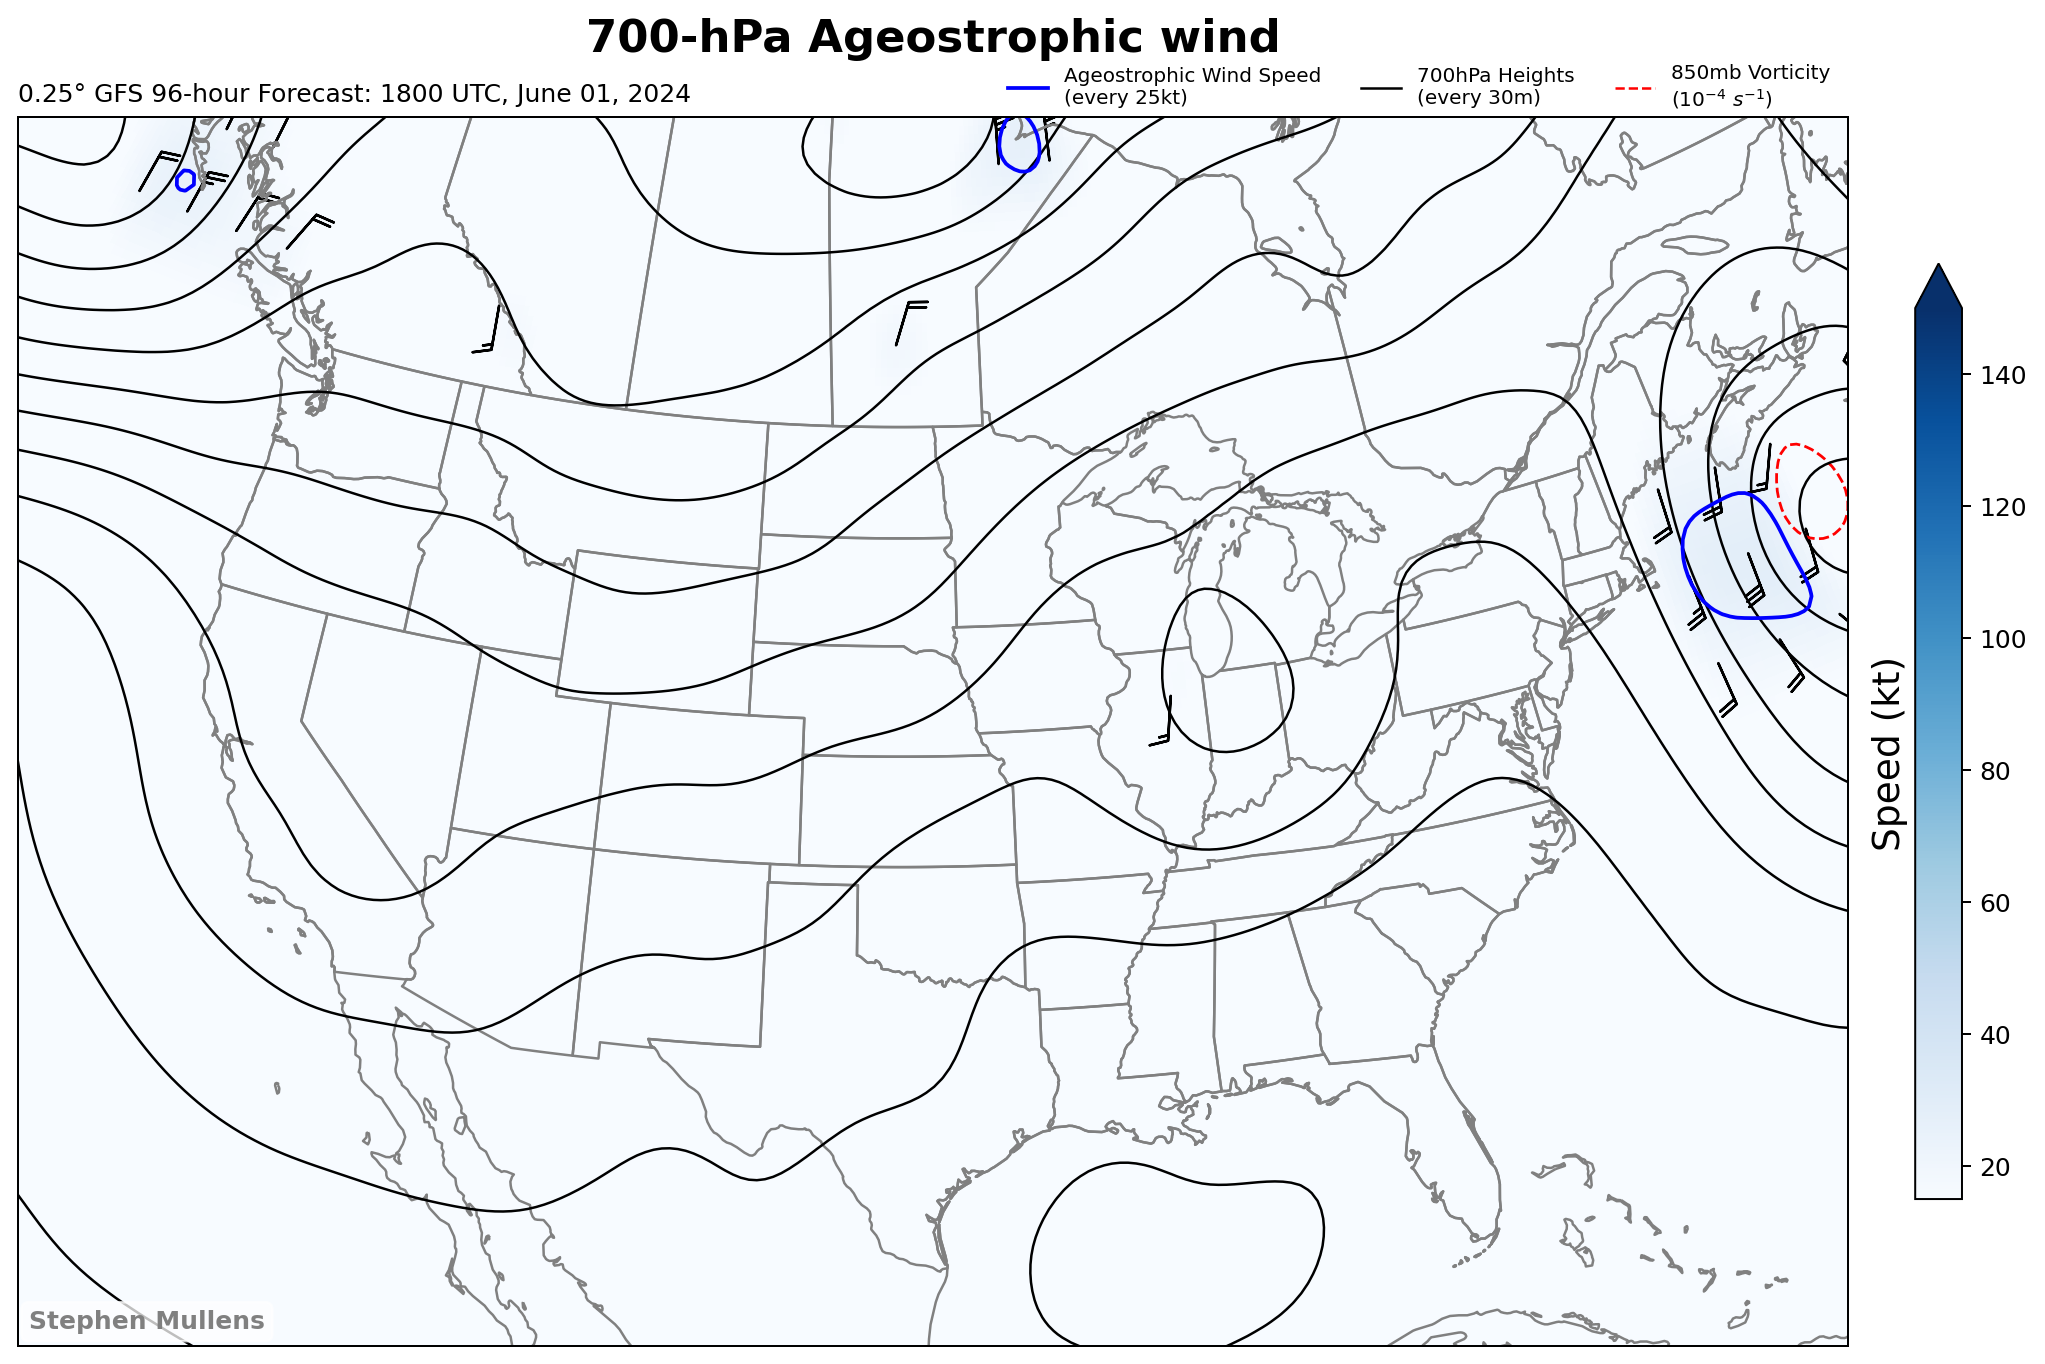 700-hPa Ageostrophic wind
0.25° GFS 96-hour Forecast: 1800 UTC, June 01, 2024
Ageostrophic Wind Speed
(every 25kt)
700hPa Heights
(every 30m)
850mb Vorticity
(10⁻⁴ s⁻¹)
140
120
100
80
60
40
20
Speed (kt)
Stephen Mullens